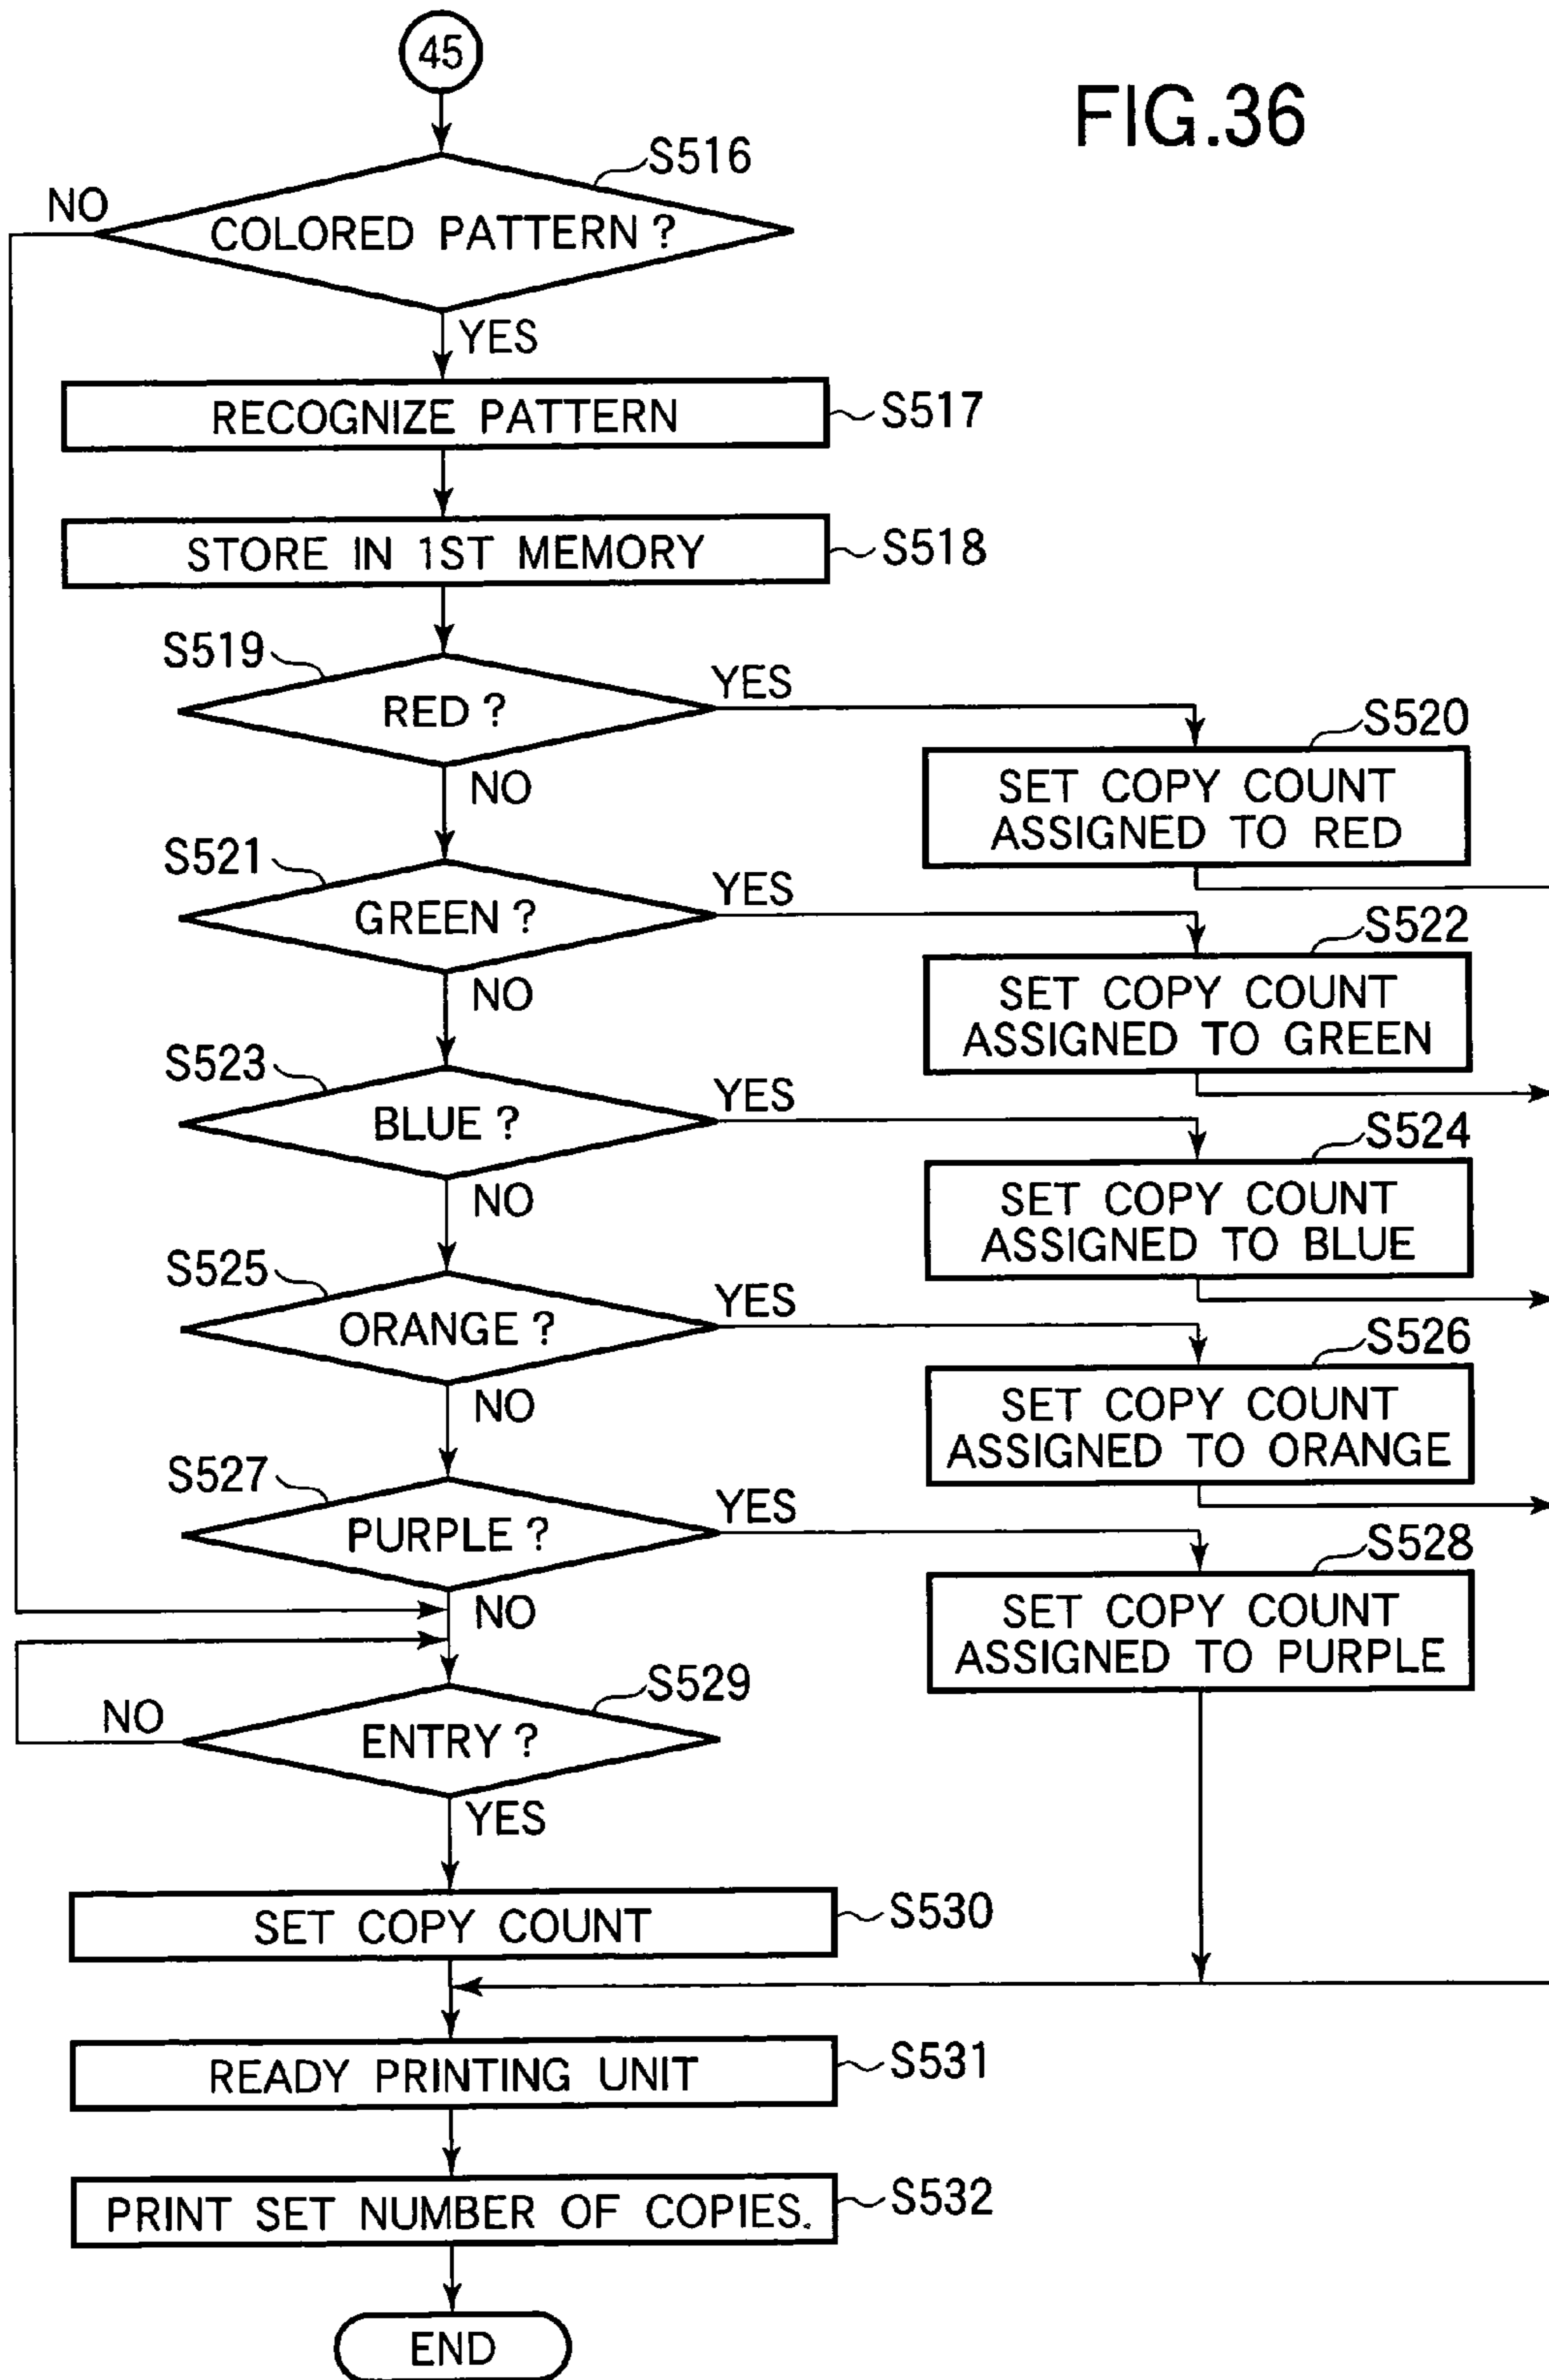 45
FIG.36
S516
NO
COLORED PATTERN ?
YES
RECOGNIZE PATTERN
S517
STORE IN 1ST MEMORY
S518
S519
RED ?
YES
NO
S520
SET COPY COUNT
ASSIGNED TO RED
S521
GREEN ?
YES
NO
S522
SET COPY COUNT
ASSIGNED TO GREEN
S523
BLUE ?
YES
NO
S524
SET COPY COUNT
ASSIGNED TO BLUE
S525
ORANGE ?
YES
NO
S526
SET COPY COUNT
ASSIGNED TO ORANGE
S527
PURPLE ?
YES
NO
S528
SET COPY COUNT
ASSIGNED TO PURPLE
S529
NO
ENTRY ?
YES
SET COPY COUNT
S530
READY PRINTING UNIT
S531
PRINT SET NUMBER OF COPIES.
S532
END